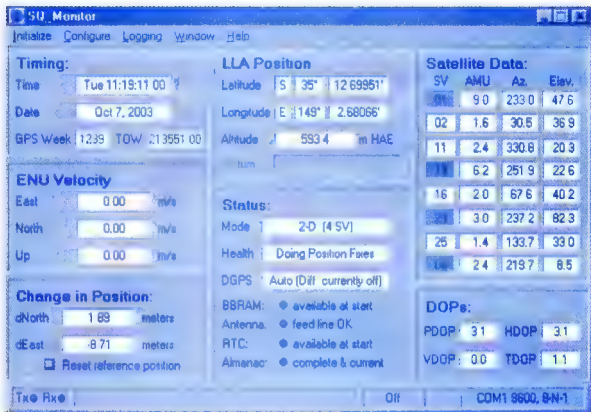 SQ_Monitor
Initialize Configure Logging Window Help
Timing:
Time Tue 11:19:11 00
Date Oct 7, 2003
GPS Week 1239 TOW 213551 00
ENU Velocity
East 0.00 m/s
North 0.00 m/s
Up 0.00 m/s
Change in Position:
dNorth 1.69 meters
dEast -8.71 meters
Reset reference position
LLA Position
Latitude S 35° 12 69951'
Longitude E 149° 2.68066'
Altitude 593.4 m HAE
Status:
Mode 2-D (4 SV)
Health Doing Position Fixes
DGPS Auto (Diff currently off)
BBRAM: available at start
Antenna: feed line OK
RTC: available at start
Almanac: complete & current
Satellite Data:
SV AMU Az. Elev.
9.0 233.0 47.6
02 1.6 30.5 36.9
11 2.4 330.8 20.3
6.2 251.9 22.6
16 2.0 67.6 40.2
3.0 237.2 82.3
25 1.4 133.7 33.0
2.4 219.7 8.5
DOPs:
PDOP: 3.1 HDOP: 3.1
VDOP: 0.0 TDOP: 1.1
Tx Rx Off COM1 9600, 8-N-1